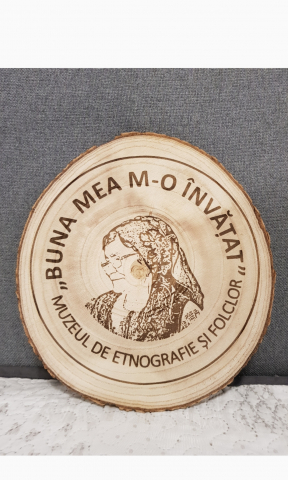 „BUNA MEA M-O ÎNVĂȚAT”
MUZEUL DE ETNOGRAFIE ȘI FOLCLOR